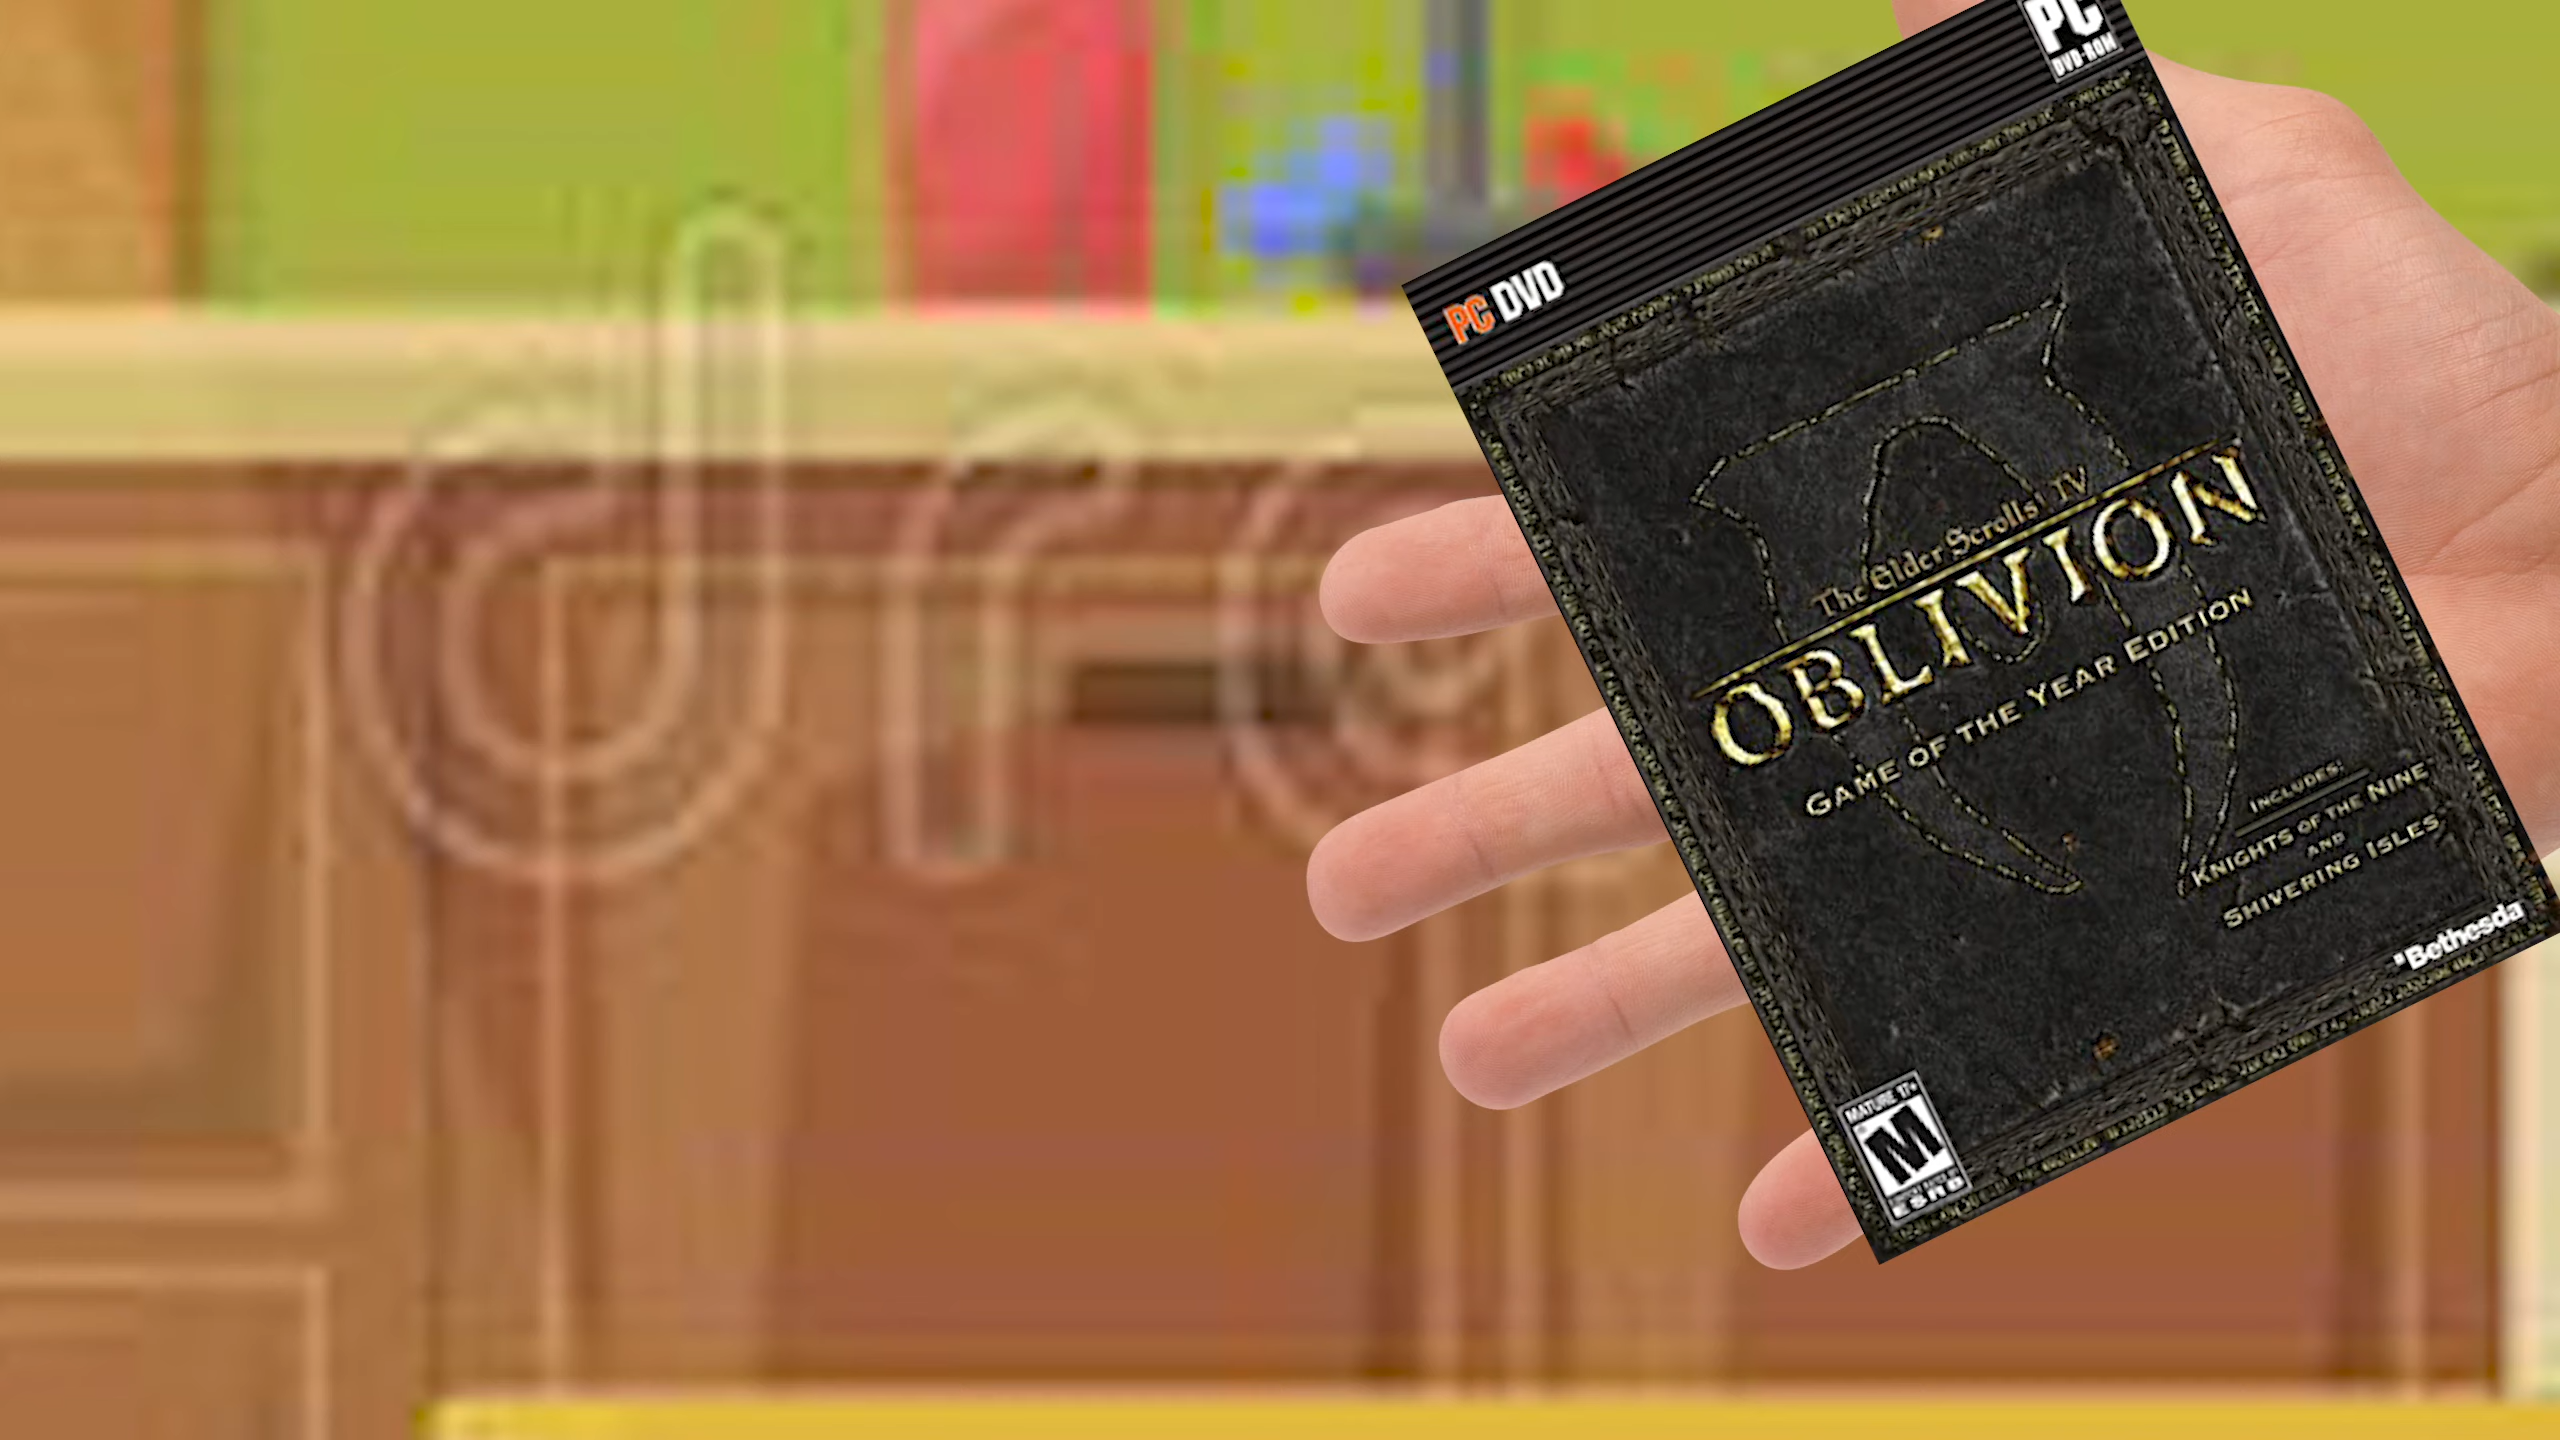 PC
DVD-ROM
PC DVD
The Elder Scrolls IV
OBLIVION
GAME OF THE YEAR EDITION
INCLUDES:
KNIGHTS OF THE NINE
AND
SHIVERING ISLES
Bethesda
MATURE 17+
M
ESRB